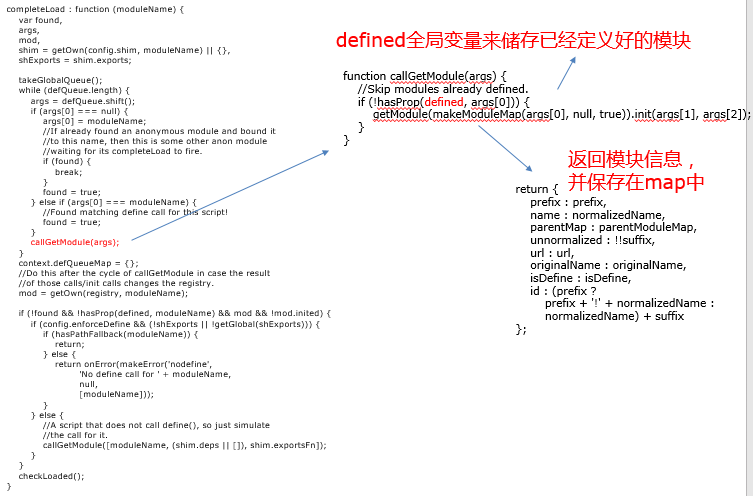 completeLoad : function (moduleName) {
var found,
args,
mod,
shim = getOwn(config.shim, moduleName) || {},
shExports = shim.exports;
takeGlobalQueue();
while (defQueue.length) {
args = defQueue.shift();
if (args[0] === null) {
args[0] = moduleName;
//If already found an anonymous module and bound it
//to this name, then this is some other anon module
//waiting for its completeLoad to fire.
if (found) {
break;
}
found = true;
} else if (args[0] === moduleName) {
//Found matching define call for this script!
found = true;
}
callGetModule(args);
}
context.defQueueMap = {};
//Do this after the cycle of callGetModule in case the result
//of those calls/init calls changes the registry.
mod = getOwn(registry, moduleName);
if (!found && !hasProp(defined, moduleName) && mod && !mod.inited) {
if (config.enforceDefine && (!shExports || !getGlobal(shExports))) {
if (hasPathFallback(moduleName)) {
return;
} else {
return onError(makeError('nodefine',
'No define call for ' + moduleName,
null,
[moduleName]));
}
} else {
//A script that does not call define(), so just simulate
//the call for it.
callGetModule([moduleName, (shim.deps || []), shim.exportsFn]);
}
}
checkLoaded();
}
defined全局变量来储存已经定义好的模块
function callGetModule(args) {
//Skip modules already defined.
if (!hasProp(defined, args[0])) {
getModule(makeModuleMap(args[0], null, true)).init(args[1], args[2]);
}
}
返回模块信息，
并保存在map中
return {
prefix : prefix,
name : normalizedName,
parentMap : parentModuleMap,
unnormalized : !!suffix,
url : url,
originalName : originalName,
isDefine : isDefine,
id : (prefix ?
prefix + '!' + normalizedName :
normalizedName) + suffix
};